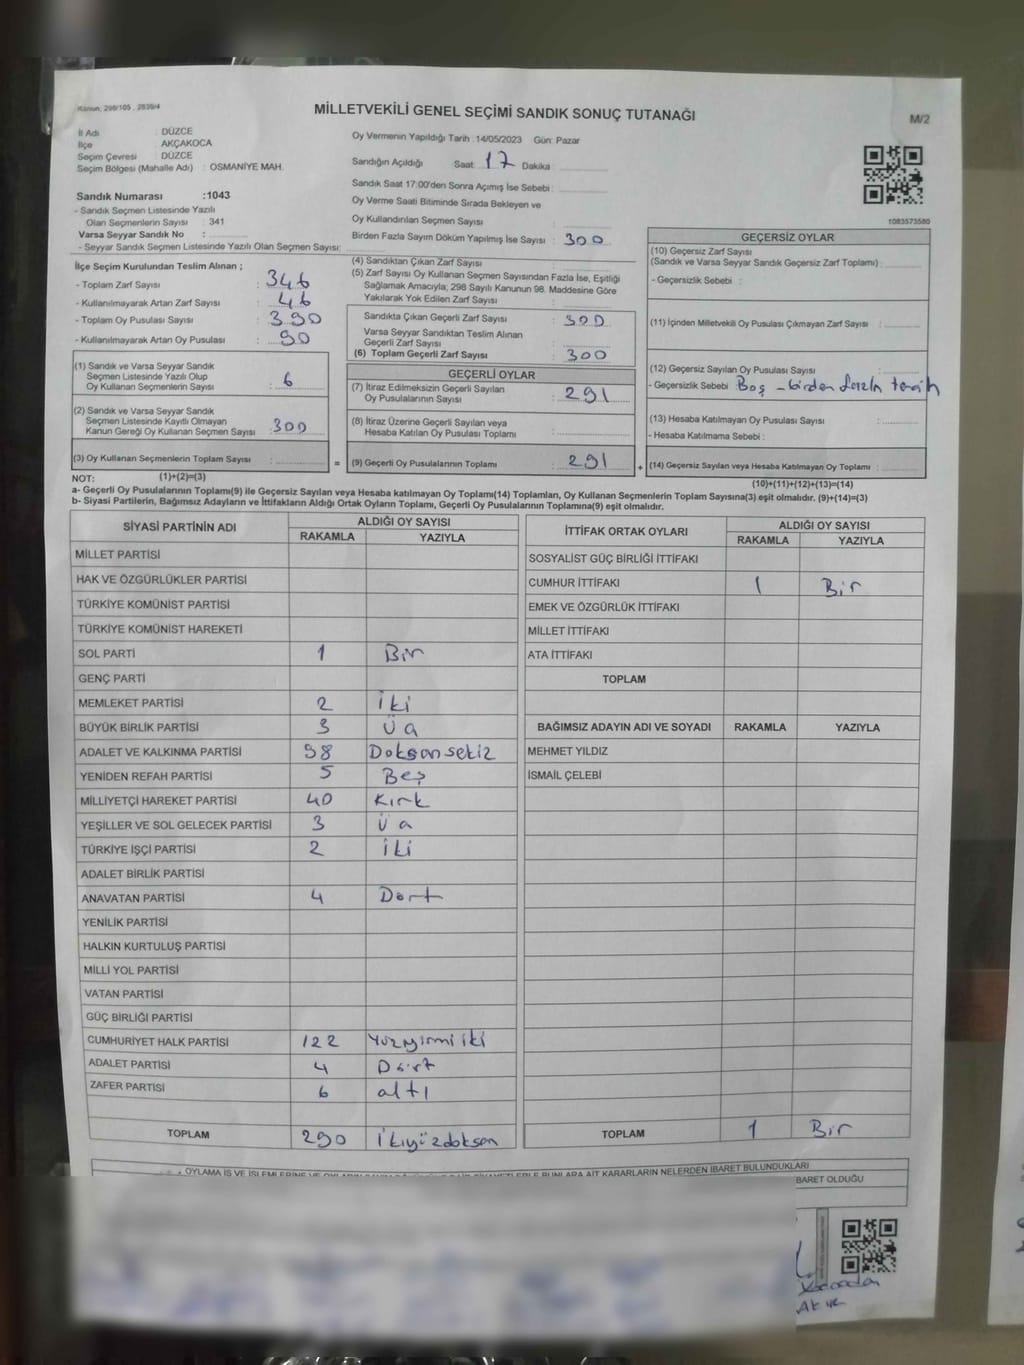 Kanun; 298/105 , 2839/4
MİLLETVEKİLİ GENEL SEÇİMİ SANDIK SONUÇ TUTANAĞI
M/2
İl Adı : DÜZCE
İlçe : AKÇAKOCA
Seçim Çevresi : DÜZCE
Seçim Bölgesi (Mahalle Adı) : OSMANİYE MAH.
Oy Vermenin Yapıldığı Tarih : 14/05/2023 Gün: Pazar
Sandığın Açıldığı Saat 17 Dakika
Sandık Saat 17:00'den Sonra Açımış İse Sebebi :
Oy Verme Saati Bitiminde Sırada Bekleyen ve
Oy Kullandırılan Seçmen Sayısı :
Birden Fazla Sayım Döküm Yapılmış İse Sayısı : 300
Sandık Numarası :1043
- Sandık Seçmen Listesinde Yazılı
Olan Seçmenlerin Sayısı : 341
Varsa Seyyar Sandık No :
- Seyyar Sandık Seçmen Listesinde Yazılı Olan Seçmen Sayısı:
1083573580
İlçe Seçim Kurulundan Teslim Alınan ;
- Toplam Zarf Sayısı : 346
- Kullanılmayarak Artan Zarf Sayısı : 46
- Toplam Oy Pusulası Sayısı : 390
- Kullanılmayarak Artan Oy Pusulası : 90
(1) Sandık ve Varsa Seyyar Sandık
Seçmen Listesinde Yazılı Olup
Oy Kullanan Seçmenlerin Sayısı : 6
(2) Sandık ve Varsa Seyyar Sandık
Seçmen Listesinde Kayıtlı Olmayan
Kanun Gereği Oy Kullanan Seçmen Sayısı : 300
(3) Oy Kullanan Seçmenlerin Toplam Sayısı :
(4) Sandıktan Çıkan Zarf Sayısı :
(5) Zarf Sayısı Oy Kullanan Seçmen Sayısından Fazla İse, Eşitliği
Sağlamak Amacıyla; 298 Sayılı Kanunun 98. Maddesine Göre
Yakılarak Yok Edilen Zarf Sayısı :
Sandıkta Çıkan Geçerli Zarf Sayısı : 300
Varsa Seyyar Sandıktan Teslim Alınan
Geçerli Zarf Sayısı :
(6) Toplam Geçerli Zarf Sayısı : 300
GEÇERLİ OYLAR
(7) İtiraz Edilmeksizin Geçerli Sayılan
Oy Pusulalarının Sayısı : 291
(8) İtiraz Üzerine Geçerli Sayılan veya
Hesaba Katılan Oy Pusulası Toplamı :
= (9) Geçerli Oy Pusulalarının Toplamı : 291 +
GEÇERSİZ OYLAR
(10) Geçersiz Zarf Sayısı
(Sandık ve Varsa Seyyar Sandık Geçersiz Zarf Toplamı) :
- Geçersizlik Sebebi :
(11) İçinden Milletvekili Oy Pusulası Çıkmayan Zarf Sayısı :
(12) Geçersiz Sayılan Oy Pusulası Sayısı :
- Geçersizlik Sebebi Boş - birden fazla tercih
(13) Hesaba Katılmayan Oy Pusulası Sayısı :
- Hesaba Katılmama Sebebi :
(14) Geçersiz Sayılan veya Hesaba Katılmayan Oy Toplamı :
NOT: (1)+(2)=(3)
(10)+(11)+(12)+(13)=(14)
a- Geçerli Oy Pusulalarının Toplamı(9) ile Geçersiz Sayılan veya Hesaba katılmayan Oy Toplamı(14) Toplamları, Oy Kullanan Seçmenlerin Toplam Sayısına(3) eşit olmalıdır. (9)+(14)=(3)
b- Siyasi Partilerin, Bağımsız Adayların ve İttifakların Aldığı Ortak Oyların Toplamı, Geçerli Oy Pusulalarının Toplamına(9) eşit olmalıdır.
SİYASİ PARTİNİN ADI ALDIĞI OY SAYISI
RAKAMLA YAZIYLA
MİLLET PARTİSİ
HAK VE ÖZGÜRLÜKLER PARTİSİ
TÜRKİYE KOMÜNİST PARTİSİ
TÜRKİYE KOMÜNİST HAREKETİ
SOL PARTİ 1 Bir
GENÇ PARTİ
MEMLEKET PARTİSİ 2 İki
BÜYÜK BİRLİK PARTİSİ 3 Üç
ADALET VE KALKINMA PARTİSİ 98 Doksansekiz
YENİDEN REFAH PARTİSİ 5 Beş
MİLLİYETÇİ HAREKET PARTİSİ 40 Kırk
YEŞİLLER VE SOL GELECEK PARTİSİ 3 Üç
TÜRKİYE İŞÇİ PARTİSİ 2 İki
ADALET BİRLİK PARTİSİ
ANAVATAN PARTİSİ 4 Dört
YENİLİK PARTİSİ
HALKIN KURTULUŞ PARTİSİ
MİLLİ YOL PARTİSİ
VATAN PARTİSİ
GÜÇ BİRLİĞİ PARTİSİ
CUMHURİYET HALK PARTİSİ 122 Yüzyirmiiki
ADALET PARTİSİ 4 Dört
ZAFER PARTİSİ 6 altı
TOPLAM 290 İkiyüzdoksan
İTTİFAK ORTAK OYLARI ALDIĞI OY SAYISI
RAKAMLA YAZIYLA
SOSYALİST GÜÇ BİRLİĞİ İTTİFAKI
CUMHUR İTTİFAKI 1 Bir
EMEK VE ÖZGÜRLÜK İTTİFAKI
MİLLET İTTİFAKI
ATA İTTİFAKI
TOPLAM
BAĞIMSIZ ADAYIN ADI VE SOYADI RAKAMLA YAZIYLA
MEHMET YILDIZ
İSMAİL ÇELEBİ
TOPLAM 1 Bir
BARET OLDUĞU